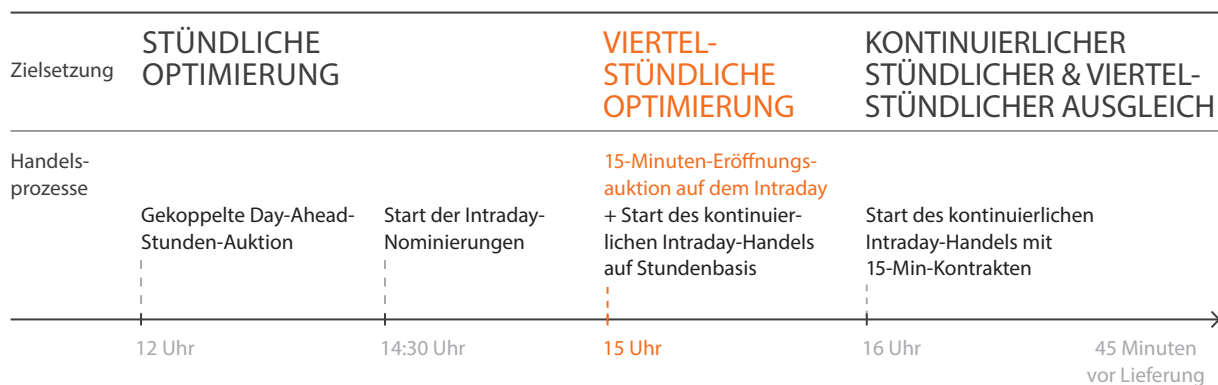 Zielsetzung
STÜNDLICHE
OPTIMIERUNG
VIERTEL-
STÜNDLICHE
OPTIMIERUNG
KONTINUIERLICHER
STÜNDLICHER & VIERTEL-
STÜNDLICHER AUSGLEICH
Handels-
prozesse
Gekoppelte Day-Ahead-
Stunden-Auktion
Start der Intraday-
Nominierungen
15-Minuten-Eröffnungs-
auktion auf dem Intraday
+ Start des kontinuier-
lichen Intraday-Handels
auf Stundenbasis
Start des kontinuierlichen
Intraday-Handels mit
15-Min-Kontrakten
12 Uhr
14:30 Uhr
15 Uhr
16 Uhr
45 Minuten
vor Lieferung